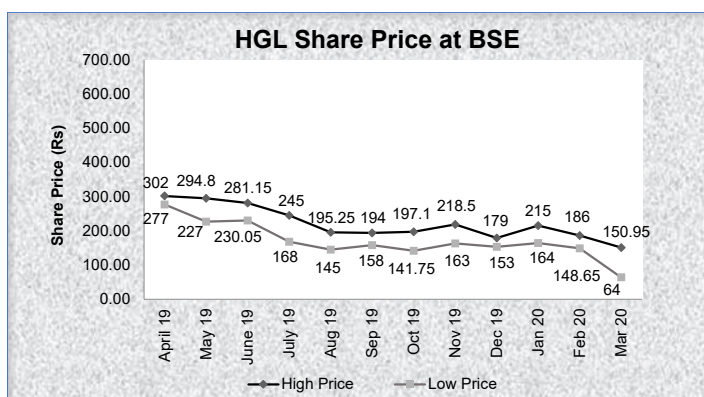 HGL Share Price at BSE
Share Price (Rs)
700.00
600.00
500.00
400.00
300.00
200.00
100.00
0.00
302 294.8 281.15 245 195.25 194 197.1 218.5 179 215 186 150.95
277 227 230.05 168 145 158 141.75 163 153 164 148.65 64
April 19 May 19 June 19 July 19 Aug 19 Sep 19 Oct 19 Nov 19 Dec 19 Jan 20 Feb 20 Mar 20
High Price Low Price